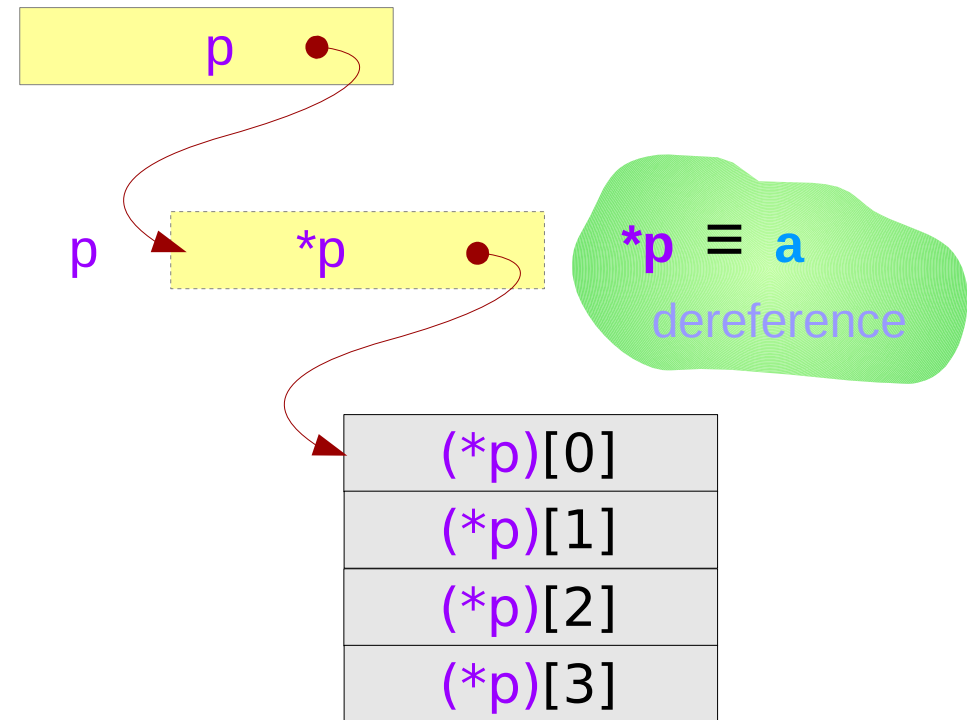 p
p *p
*p ≡ a
dereference
(*p)[0]
(*p)[1]
(*p)[2]
(*p)[3]